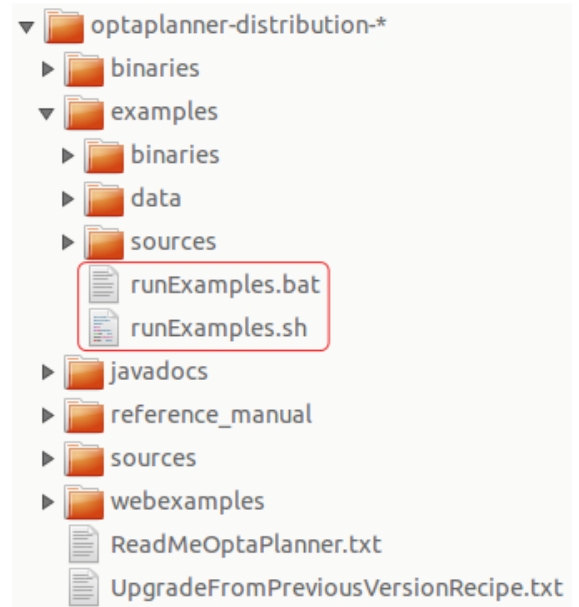 optaplanner-distribution-*
binaries
examples
binaries
data
sources
runExamples.bat
runExamples.sh
javadocs
reference_manual
sources
webexamples
ReadMeOptaPlanner.txt
UpgradeFromPreviousVersionRecipe.txt